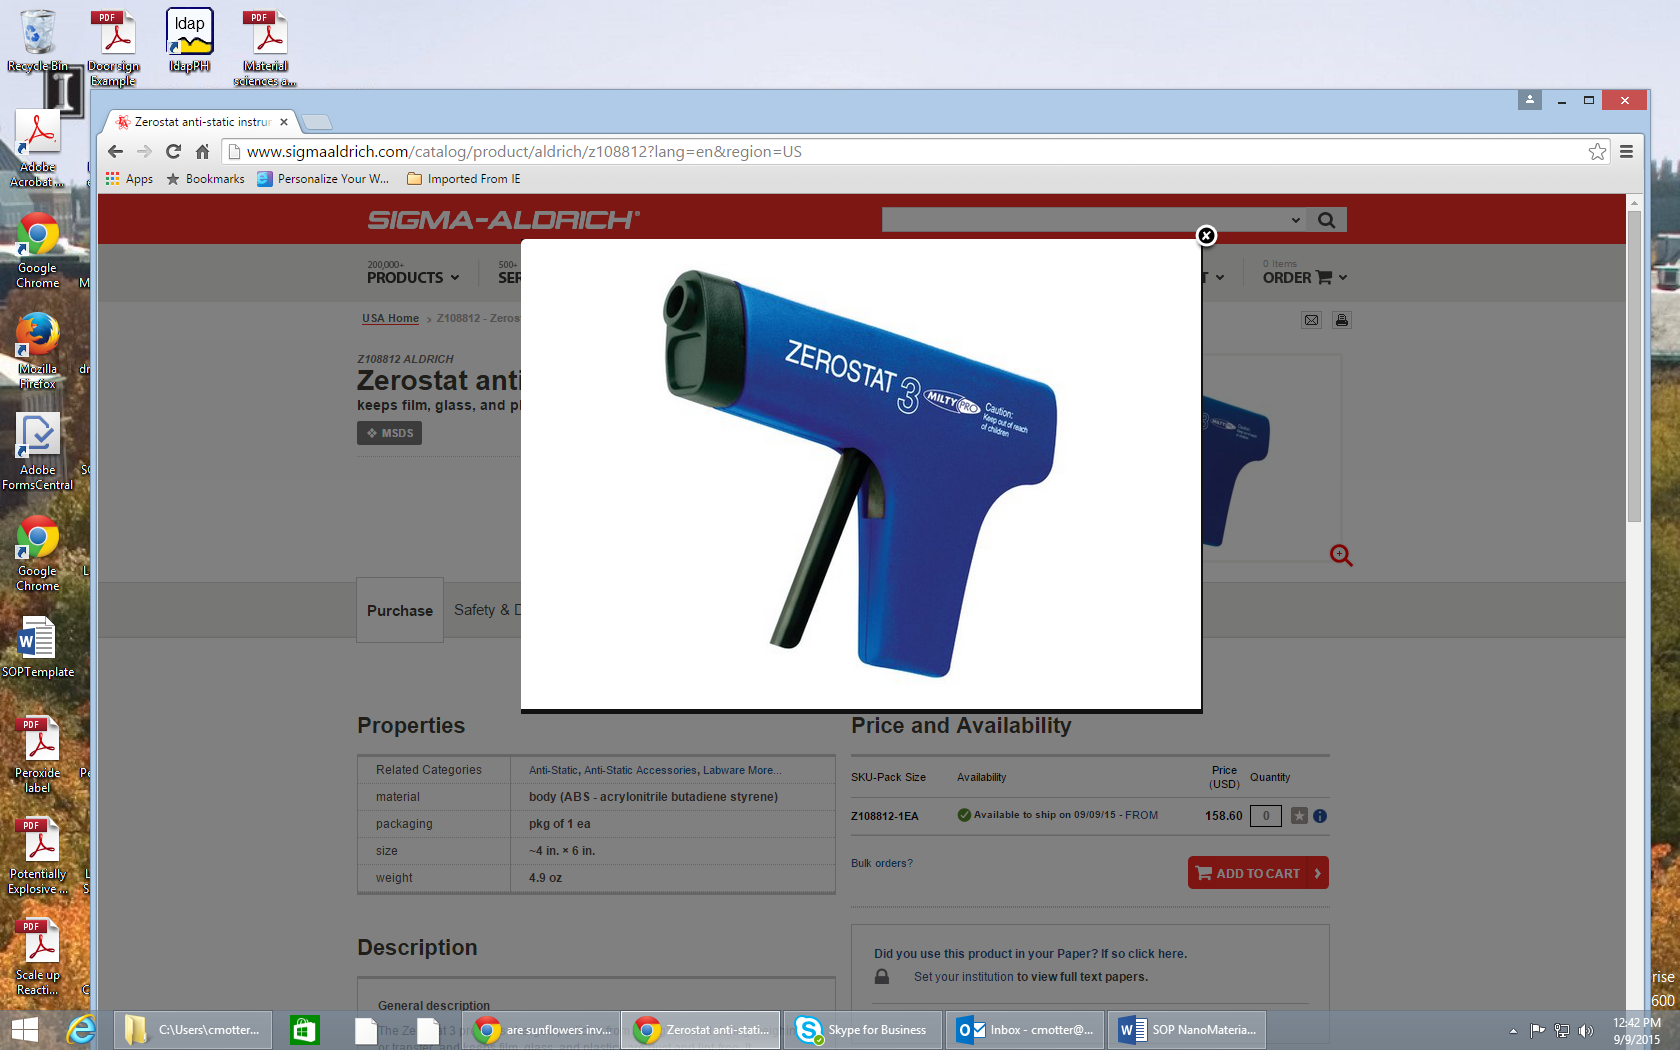 Recycle Bin
Door sign
Example
ldap
ldapPH
Material
sciences a...
Adobe
Acrobat ...
Google
Chrome
Mozilla
Firefox
Adobe
FormsCentral
Google
Chrome
SOPTemplate
Peroxide
label
Potentially
Explosive ...
Scale up
Reacti...
Zerostat anti-static instrur
www.sigmaaldrich.com/catalog/product/aldrich/z108812?lang=en&region=US
Apps Bookmarks Personalize Your W... Imported From IE
SIGMA-ALDRICH®
200,000+
PRODUCTS
500+
SER
T
0 Items
ORDER
USA Home > Z108812 - Zeros
Z108812 ALDRICH
Zerostat anti
keeps film, glass, and pl
MSDS
ZEROSTAT 3
MILTY PRO
Caution:
Keep out of reach
of children
Purchase
Safety & D
Properties
Related Categories Anti-Static, Anti-Static Accessories, Labware More...
material body (ABS - acrylonitrile butadiene styrene)
packaging pkg of 1 ea
size ~4 in. × 6 in.
weight 4.9 oz
Description
General description
Price and Availability
SKU-Pack Size Availability Price (USD) Quantity
Z108812-1EA Available to ship on 09/09/15 - FROM 158.60 0
Bulk orders?
ADD TO CART
Did you use this product in your Paper? If so click here.
Set your institution to view full text papers.
rise
600
C:\Users\cmotter...
are sunflowers inv...
Zerostat anti-stati...
Skype for Business
Inbox - cmotter@...
SOP NanoMateria...
12:42 PM
9/9/2015